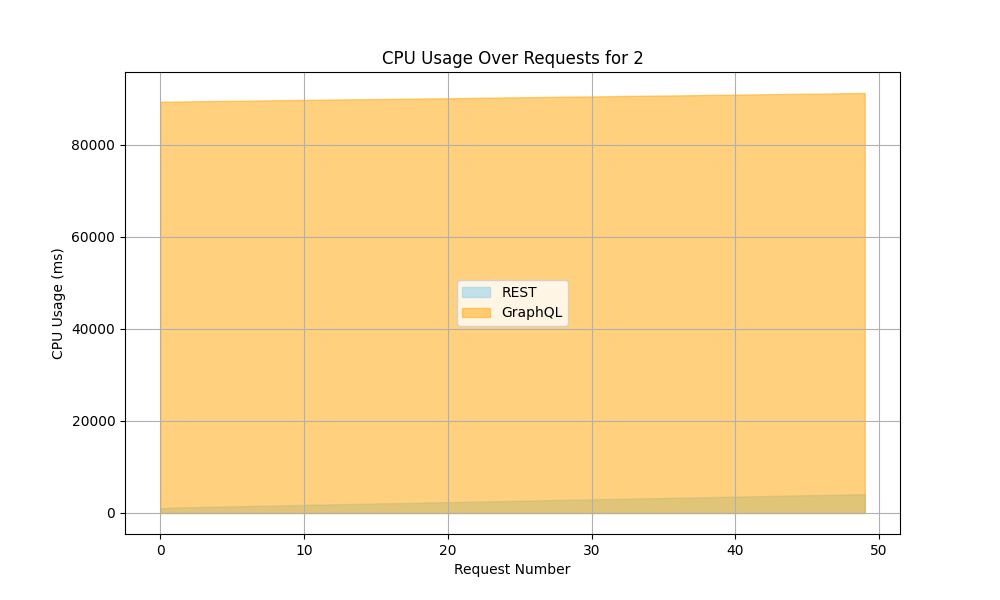 CPU Usage Over Requests for 2
CPU Usage (ms)
80000
60000
40000
20000
0
REST
GraphQL
0 10 20 30 40 50
Request Number